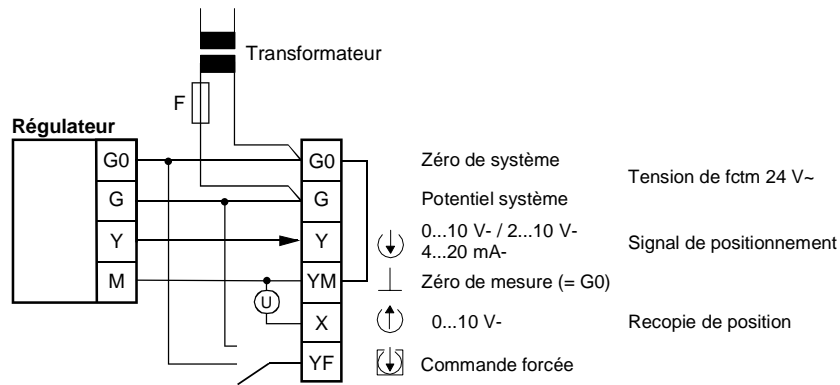 Transformateur
F
Régulateur
G0
G
Y
M
U
G0
G
Y
YM
X
YF
Zéro de système
Potentiel système
Tension de fctm 24 V~
0...10 V- / 2...10 V-
4...20 mA-
Signal de positionnement
Zéro de mesure (= G0)
0...10 V-
Recopie de position
Commande forcée